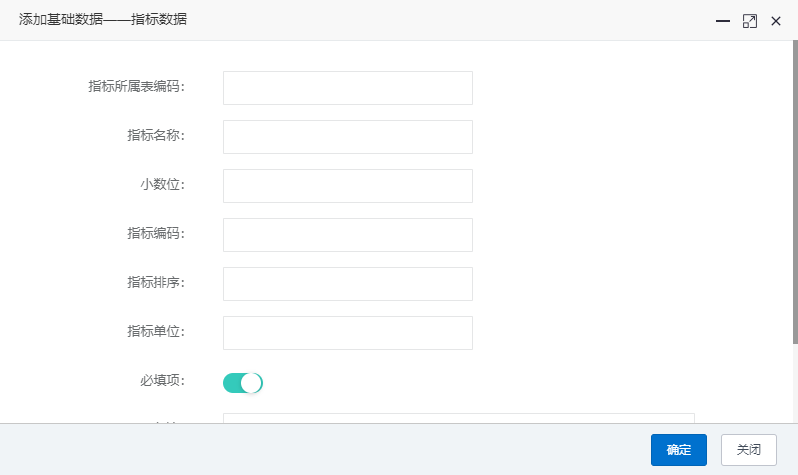 添加基础数据——指标数据
指标所属表编码：
指标名称：
小数位：
指标编码：
指标排序：
指标单位：
必填项：
确定 关闭